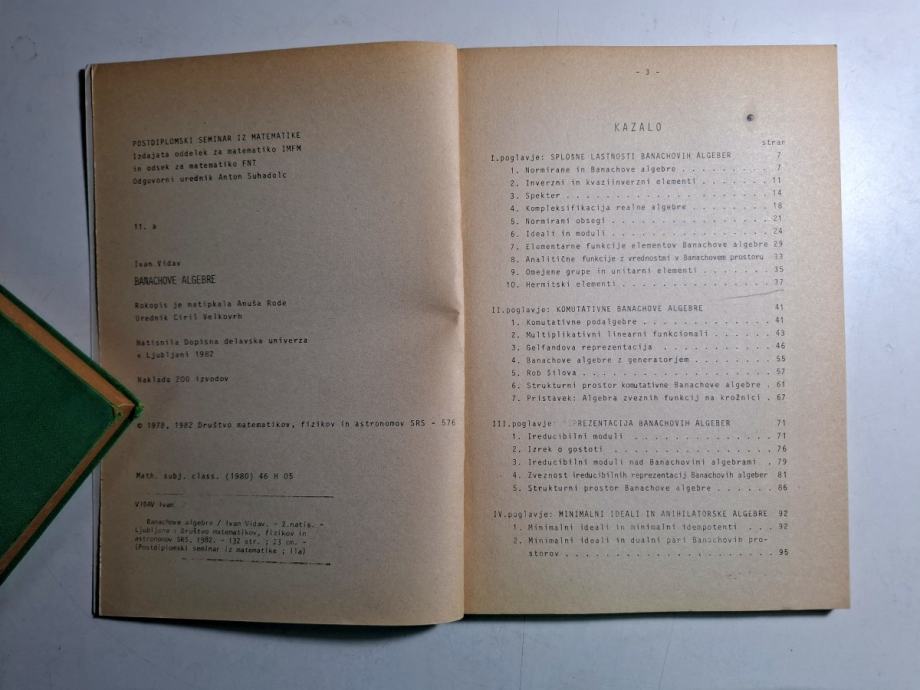 POSTDIPLOMSKI SEMINAR IZ MATEMATIKE
Izdajata oddelek za matematiko IMFM
in odsek za matematiko FNT
Odgovorni urednik Anton Suhadolc
11. a
Ivan Vidav
BANACHOVE ALGEBRE
Rokopis je matipkala Anuša Rode
Urednik Ciril Velkovrh
Natisnila Dopisna delavska univerza
v Ljubljani 1982
Naklada 200 izvodov
© 1978, 1982 Društvo matematikov, fizikov in astronomov SRS - 576
Math. subj. class. (1980) 46 H 05
VIDAV Ivan
Banachove algebre / Ivan Vidav. - 2.natis. -
Ljubljana : Društvo matematikov, fizikov in
astronomov SRS, 1982. - 132 str. ; 23 cm. -
(Postdiplomski seminar iz matematike ; 11a)
- 3 -
KAZALO
stran
I.poglavje: SPLOŠNE LASTNOSTI BANACHOVIH ALGEBER 7
1. Normirane in Banachove algebre . . . . . . . . 7
2. Inverzni in kvaziinverzni elementi . . . . . . . 11
3. Spekter . . . . . . . . . . . . . . . . . . 14
4. Kompleksifikacija realne algebre . . . . . . . 18
5. Normirani obsegi . . . . . . . . . . . . . . 21
6. Ideali in moduli . . . . . . . . . . . . . . 24
7. Elementarne funkcije elementov Banachove algebre 29
8. Analitične funkcije z vrednostmi v Banachovem prostoru 33
9. Omejene grupe in unitarni elementi . . . . . . 35
10. Hermitski elementi . . . . . . . . . . . . . 37
II.poglavje: KOMUTATIVNE BANACHOVE ALGEBRE 41
1. Komutativne podalgebre . . . . . . . . . . . 41
2. Multiplikativni linearni funkcionali . . . . . . 43
3. Gelfandova reprezentacija . . . . . . . . . . 46
4. Banachove algebre z generatorjem . . . . . . . 55
5. Rob Šilova . . . . . . . . . . . . . . . . . 57
6. Strukturni prostor komutativne Banachove algebre . 61
7. Pristavek: Algebra zveznih funkcij na krožnici . 67
III.poglavje: REPREZENTACIJA BANACHOVIH ALGEBER 71
1. Ireducibilni moduli . . . . . . . . . . . . . 71
2. Izrek o gostoti . . . . . . . . . . . . . . 76
3. Ireducibilni moduli nad Banachovimi algebrami . . 79
4. Zveznost ireducibilnih reprezentacij Banachovih algeber 81
5. Strukturni prostor Banachove algebre . . . . . . 86
IV.poglavje: MINIMALNI IDEALI IN ANIHILATORSKE ALGEBRE 92
1. Minimalni ideali in minimalni idempotenti . . . 92
2. Minimalni ideali in dualni pari Banachovih pro-
storov . . . . . . . . . . . . . . . . . . . 95